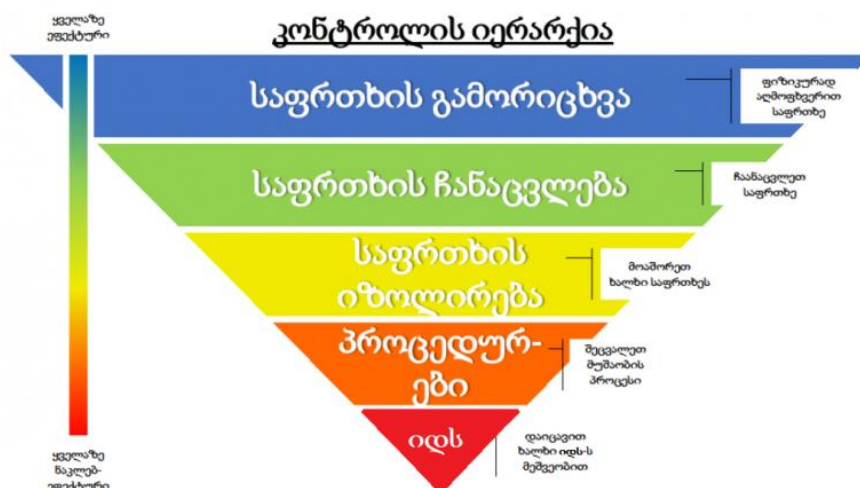 ყველაზე
ეფექტური
კონტროლის იერარქია
საფრთხის გამორიცხვა
ფიზიკურად
აღმოფხვერით
საფრთხე
საფრთხის ჩანაცვლება
ჩაანაცვლეთ
საფრთხე
საფრთხის
იზოლირება
მოაშორეთ
ხალხი საფრთხეს
პროცედურ-
ები
შეცვალეთ
მუშაობის
პროცესი
იდს
დაიცავით
ხალხი იდს-ს
მეშვეობით
ყველაზე
ნაკლებ-
ეფექტური